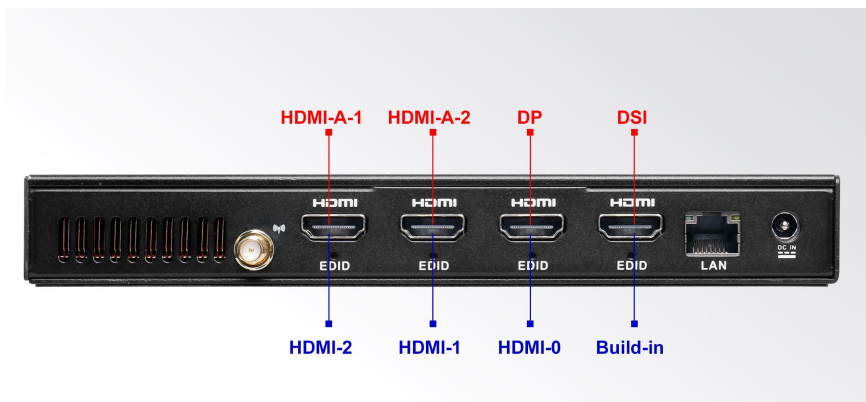 HDMI-A-1 HDMI-A-2 DP DSI
HDMI HDMI HDMI HDMI
EDID EDID EDID EDID LAN DC IN
HDMI-2 HDMI-1 HDMI-0 Build-in